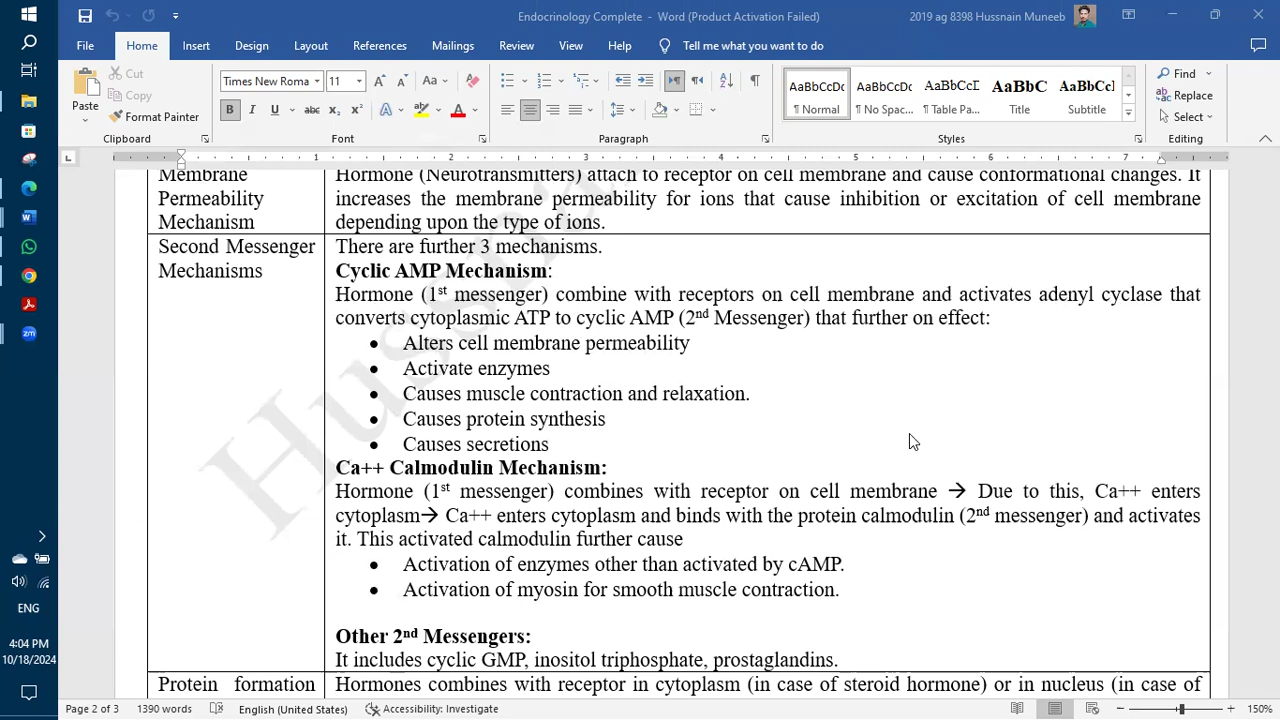 Endocrinology Complete - Word (Product Activation Failed)
2019 ag 8398 Hussnain Muneeb
File Home Insert Design Layout References Mailings Review View Help Tell me what you want to do
Cut
Copy
Paste
Format Painter
Clipboard
Times New Roma 11
Font
Paragraph
AaBbCcDc AaBbCcDc AaBbCcD AaBbC AaBbCcI
¶ Normal ¶ No Spac... ¶ Table Pa... Title Subtitle
Styles
Find
Replace
Select
Editing
1 2 3 4 5 6 7
Membrane Permeability Mechanism
Hormone (Neurotransmitters) attach to receptor on cell membrane and cause conformational changes. It
increases the membrane permeability for ions that cause inhibition or excitation of cell membrane
depending upon the type of ions.
Second Messenger Mechanisms
There are further 3 mechanisms.
Cyclic AMP Mechanism:
Hormone (1st messenger) combine with receptors on cell membrane and activates adenyl cyclase that
converts cytoplasmic ATP to cyclic AMP (2nd Messenger) that further on effect:
• Alters cell membrane permeability
• Activate enzymes
• Causes muscle contraction and relaxation.
• Causes protein synthesis
• Causes secretions
Ca++ Calmodulin Mechanism:
Hormone (1st messenger) combines with receptor on cell membrane → Due to this, Ca++ enters
cytoplasm→ Ca++ enters cytoplasm and binds with the protein calmodulin (2nd messenger) and activates
it. This activated calmodulin further cause
• Activation of enzymes other than activated by cAMP.
• Activation of myosin for smooth muscle contraction.
Other 2nd Messengers:
It includes cyclic GMP, inositol triphosphate, prostaglandins.
Protein formation
Hormones combines with receptor in cytoplasm (in case of steroid hormone) or in nucleus (in case of
ENG
4:04 PM
10/18/2024
Page 2 of 3 1390 words English (United States) Accessibility: Investigate 150%